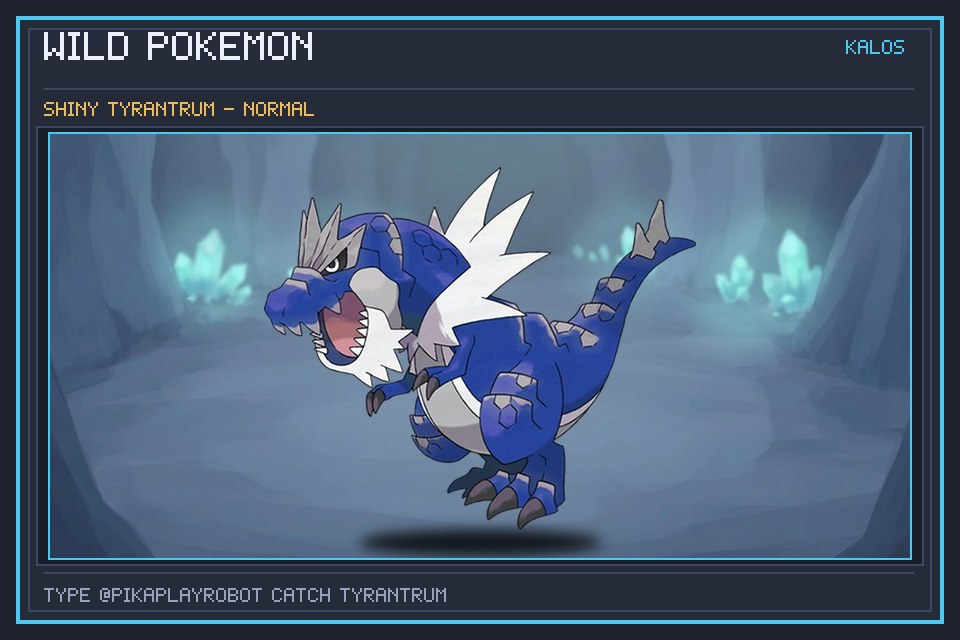 WILD POKEMON
KALOS
SHINY TYRANTRUM - NORMAL
TYPE @PIKAPLAYROBOT CATCH TYRANTRUM